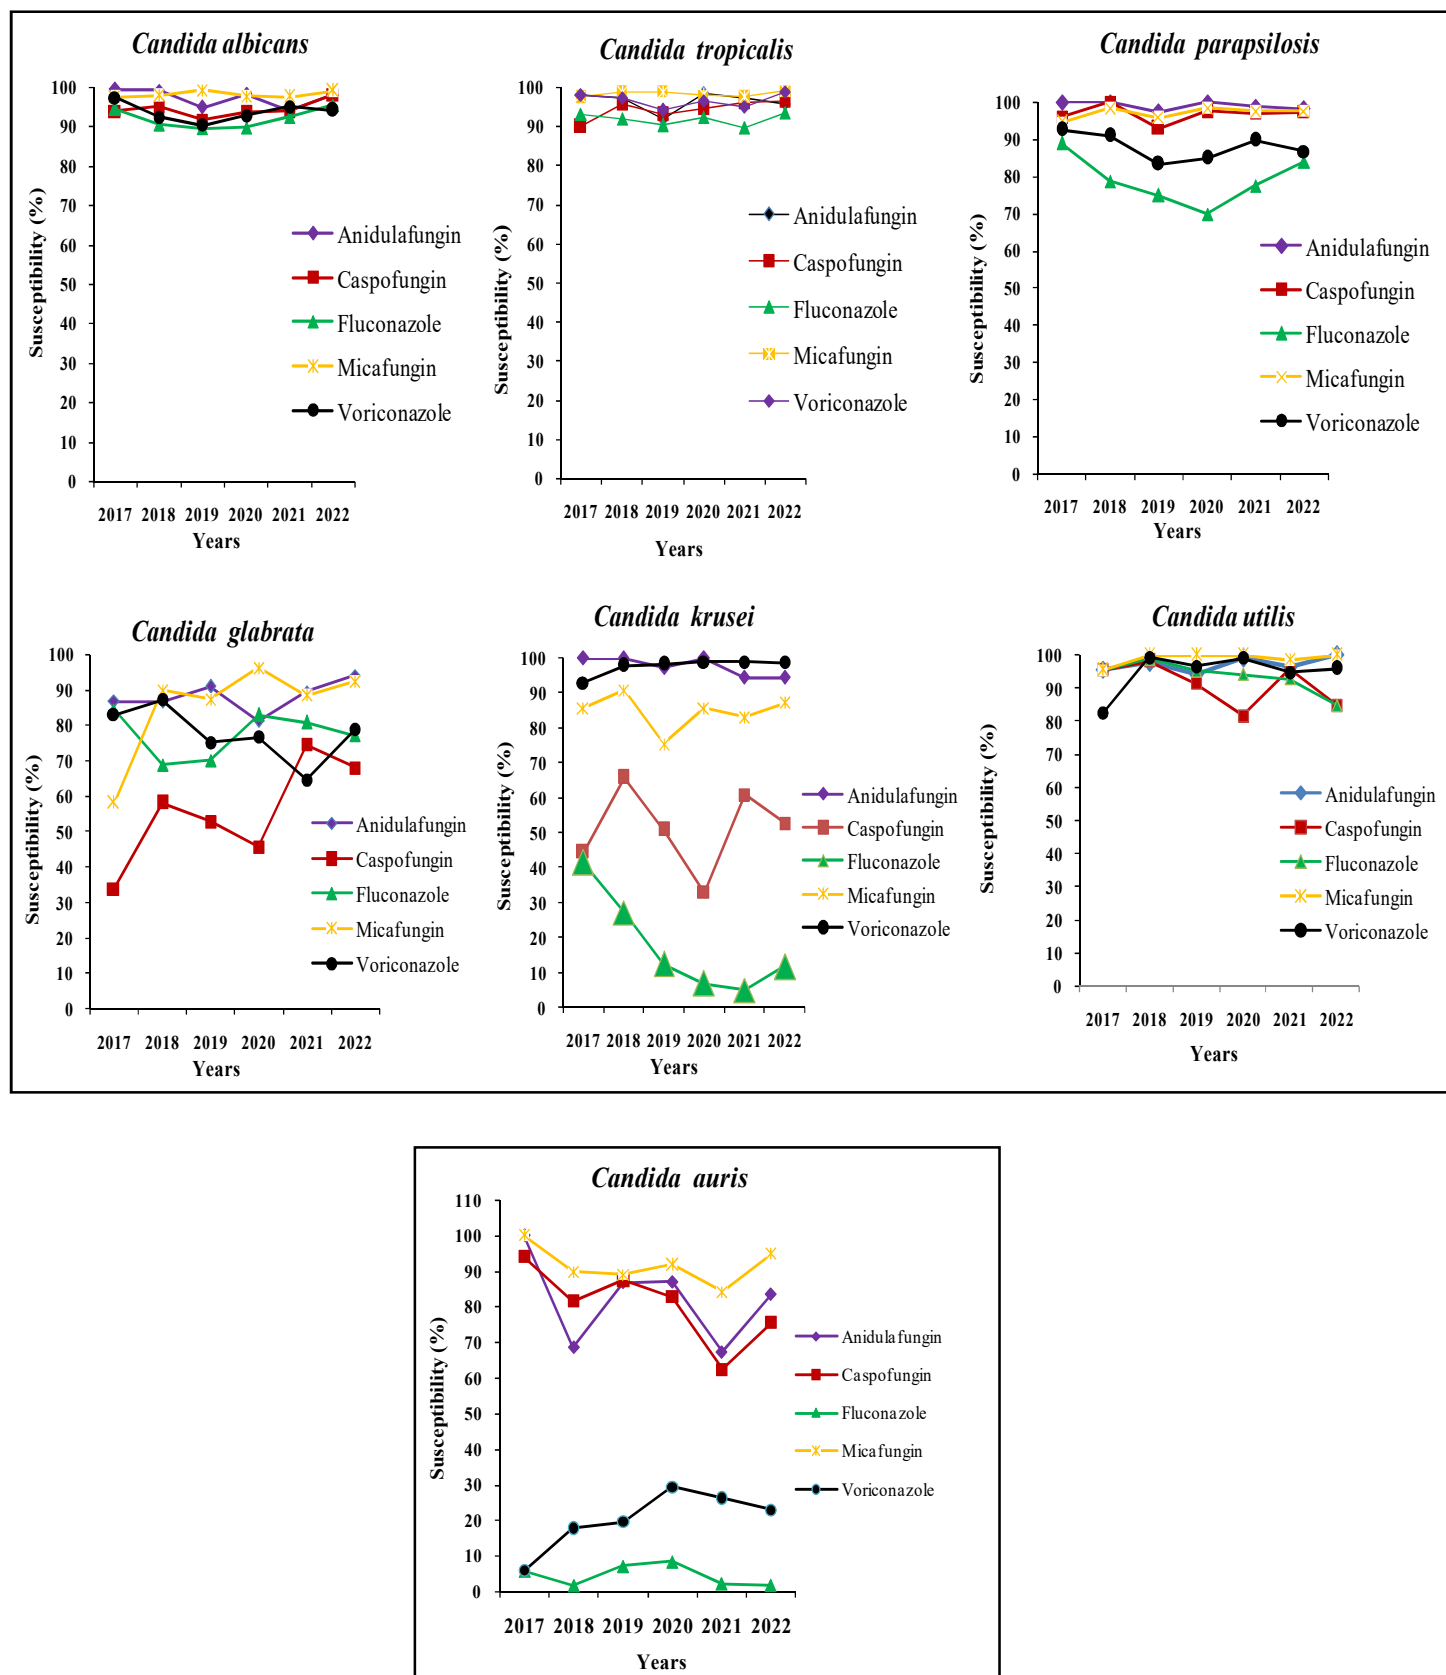 Candida albicans
Susceptibility (%)
100
90
80
70
60
50
40
30
20
10
0
Anidulafungin
Caspofungin
Fluconazole
Micafungin
Voriconazole
2017 2018 2019 2020 2021 2022
Years
Candida tropicalis
Susceptibility (%)
100
90
80
70
60
50
40
30
20
10
0
Anidulafungin
Caspofungin
Fluconazole
Micafungin
Voriconazole
2017 2018 2019 2020 2021 2022
Years
Candida parapsilosis
Susceptibility (%)
100
90
80
70
60
50
40
30
20
10
0
Anidulafungin
Caspofungin
Fluconazole
Micafungin
Voriconazole
2017 2018 2019 2020 2021 2022
Years
Candida glabrata
Susceptibility (%)
100
90
80
70
60
50
40
30
20
10
0
Anidulafungin
Caspofungin
Fluconazole
Micafungin
Voriconazole
2017 2018 2019 2020 2021 2022
Years
Candida krusei
Susceptibility (%)
100
90
80
70
60
50
40
30
20
10
0
Anidulafungin
Caspofungin
Fluconazole
Micafungin
Voriconazole
2017 2018 2019 2020 2021 2022
Years
Candida utilis
Susceptibility (%)
100
90
80
70
60
50
40
30
20
10
0
Anidulafungin
Caspofungin
Fluconazole
Micafungin
Voriconazole
2017 2018 2019 2020 2021 2022
Years
Candida auris
Susceptibility (%)
110
100
90
80
70
60
50
40
30
20
10
0
Anidulafungin
Caspofungin
Fluconazole
Micafungin
Voriconazole
2017 2018 2019 2020 2021 2022
Years